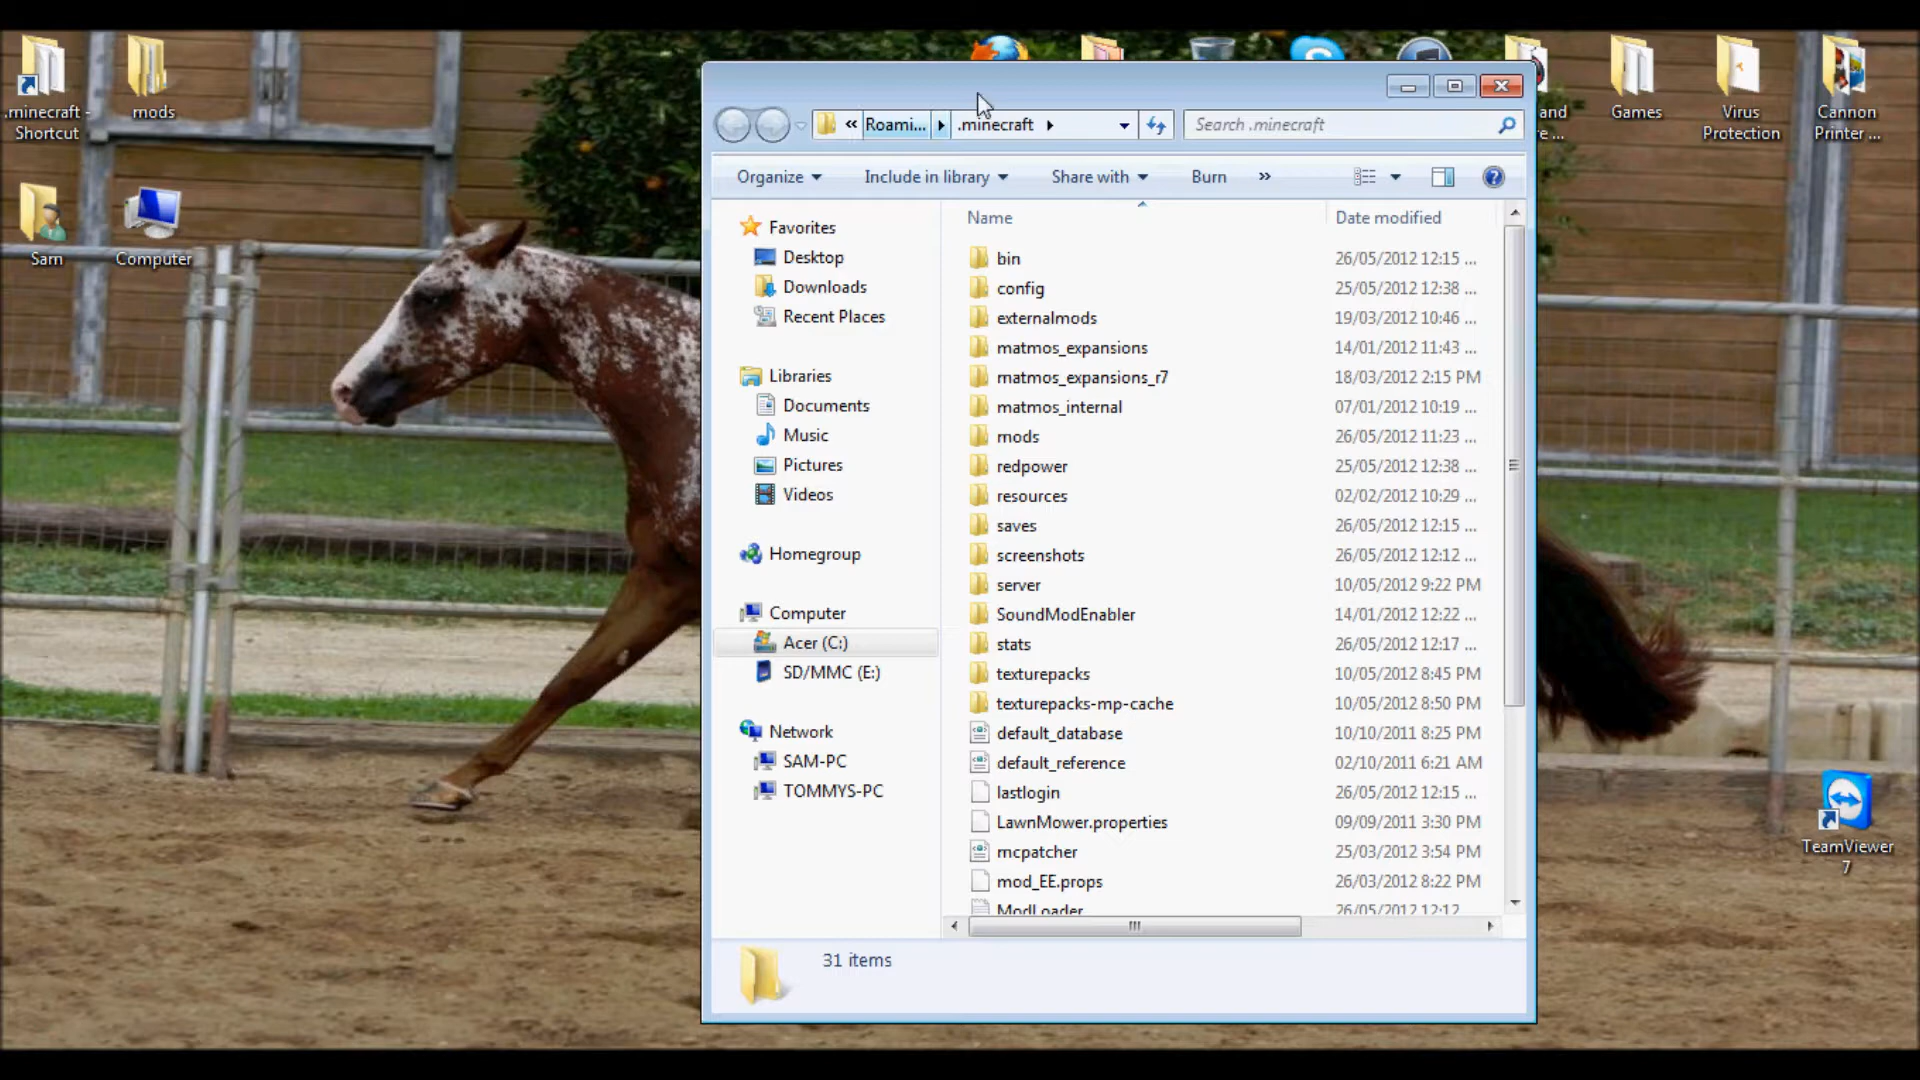 .minecraft -
Shortcut
mods
Sam
Computer
Games
Virus
Protection
Cannon
Printer ...
and
TeamViewer
7
« Roami... .minecraft
Search .minecraft
Organize
Include in library
Share with
Burn
»
Favorites
Desktop
Downloads
Recent Places
Libraries
Documents
Music
Pictures
Videos
Homegroup
Computer
Acer (C:)
SD/MMC (E:)
Network
SAM-PC
TOMMYS-PC
Name Date modified
bin 26/05/2012 12:15 ...
config 25/05/2012 12:38 ...
externalmods 19/03/2012 10:46 ...
matmos_expansions 14/01/2012 11:43 ...
matmos_expansions_r7 18/03/2012 2:15 PM
matmos_internal 07/01/2012 10:19 ...
mods 26/05/2012 11:23 ...
redpower 25/05/2012 12:38 ...
resources 02/02/2012 10:29 ...
saves 26/05/2012 12:15 ...
screenshots 26/05/2012 12:12 ...
server 10/05/2012 9:22 PM
SoundModEnabler 14/01/2012 12:22 ...
stats 26/05/2012 12:17 ...
texturepacks 10/05/2012 8:45 PM
texturepacks-mp-cache 10/05/2012 8:50 PM
default_database 10/10/2011 8:25 PM
default_reference 02/10/2011 6:21 AM
lastlogin 26/05/2012 12:15 ...
LawnMower.properties 09/09/2011 3:30 PM
mcpatcher 25/03/2012 3:54 PM
mod_EE.props 26/03/2012 8:22 PM
ModLoader 26/05/2012 12:12
31 items